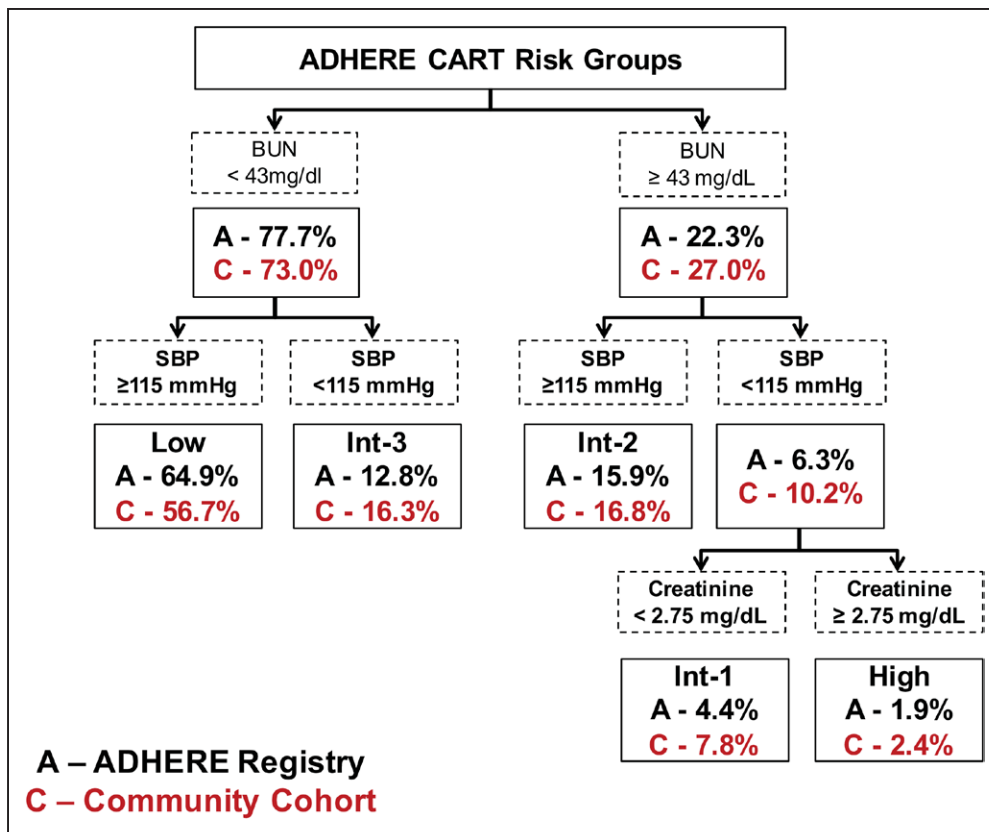 ADHERE CART Risk Groups
BUN
< 43mg/dl
BUN
≥ 43 mg/dL
A - 77.7%
C - 73.0%
A - 22.3%
C - 27.0%
SBP
≥115 mmHg
SBP
<115 mmHg
SBP
≥115 mmHg
SBP
<115 mmHg
Low
A - 64.9%
C - 56.7%
Int-3
A - 12.8%
C - 16.3%
Int-2
A - 15.9%
C - 16.8%
A - 6.3%
C - 10.2%
Creatinine
< 2.75 mg/dL
Creatinine
≥ 2.75 mg/dL
Int-1
A - 4.4%
C - 7.8%
High
A - 1.9%
C - 2.4%
A – ADHERE Registry
C – Community Cohort